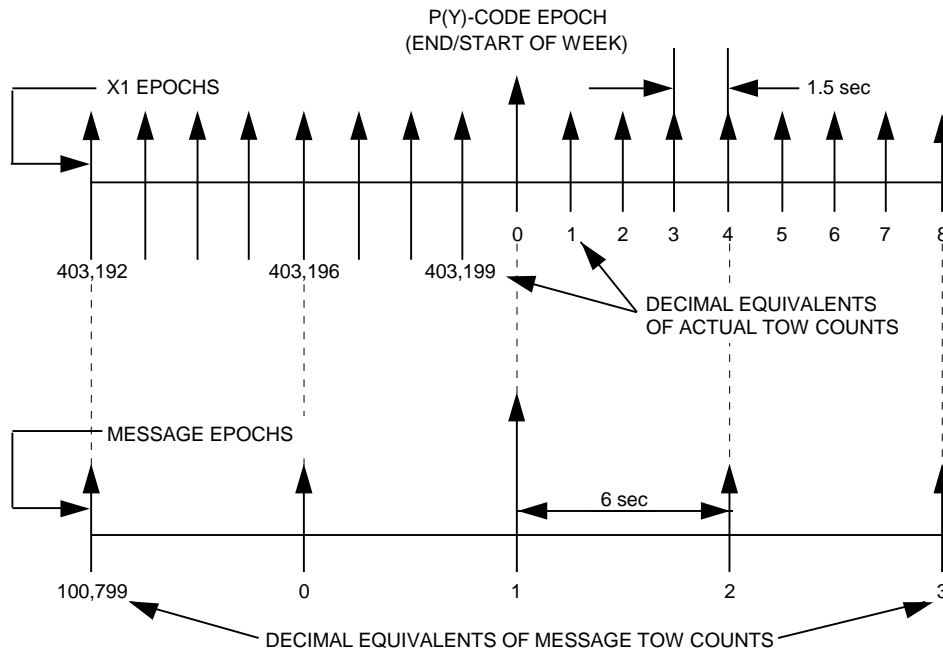 P(Y)-CODE EPOCH
(END/START OF WEEK)
X1 EPOCHS
1.5 sec
0 1 2 3 4 5 6 7 8
403,192 403,196 403,199
DECIMAL EQUIVALENTS
OF ACTUAL TOW COUNTS
MESSAGE EPOCHS
6 sec
100,799 0 1 2 3
DECIMAL EQUIVALENTS OF MESSAGE TOW COUNTS